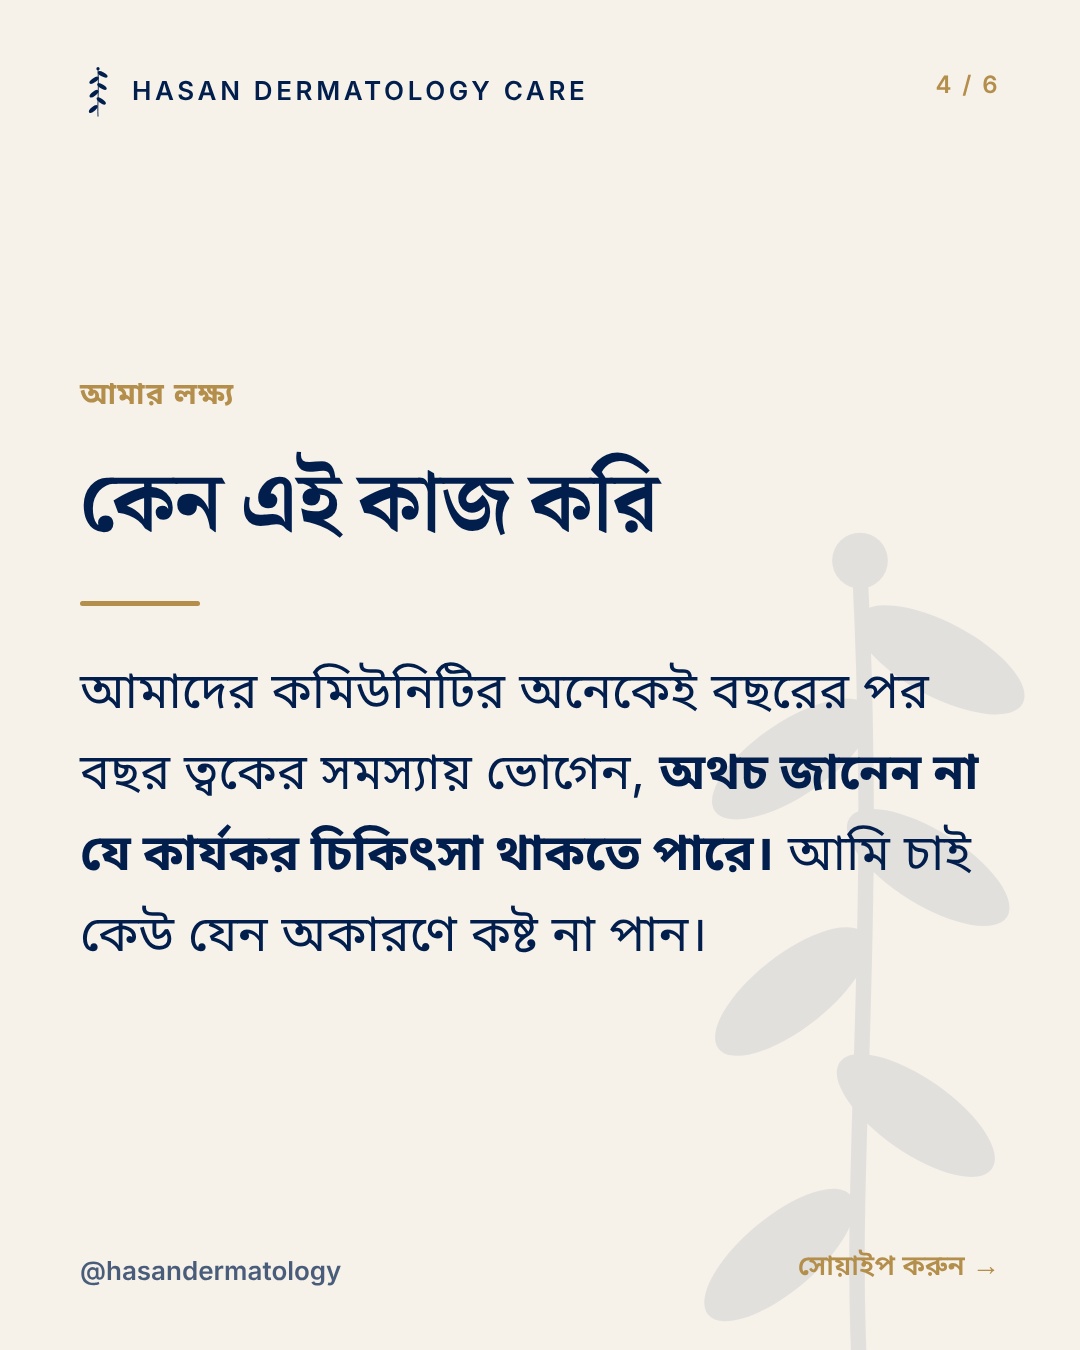 HASAN DERMATOLOGY CARE
4 / 6
আমার লক্ষ্য
কেন এই কাজ করি
আমাদের কমিউনিটির অনেকেই বছরের পর
বছর ত্বকের সমস্যায় ভোগেন, অথচ জানেন না
যে কার্যকর চিকিৎসা থাকতে পারে। আমি চাই
কেউ যেন অকারণে কষ্ট না পান।
@hasandermatology
সোয়াইপ করুন →